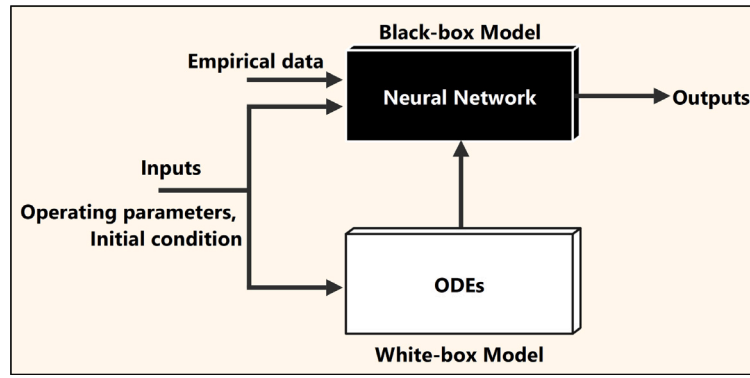 Black-box Model
Empirical data
Neural Network
Outputs
Inputs
Operating parameters,
Initial condition
ODEs
White-box Model